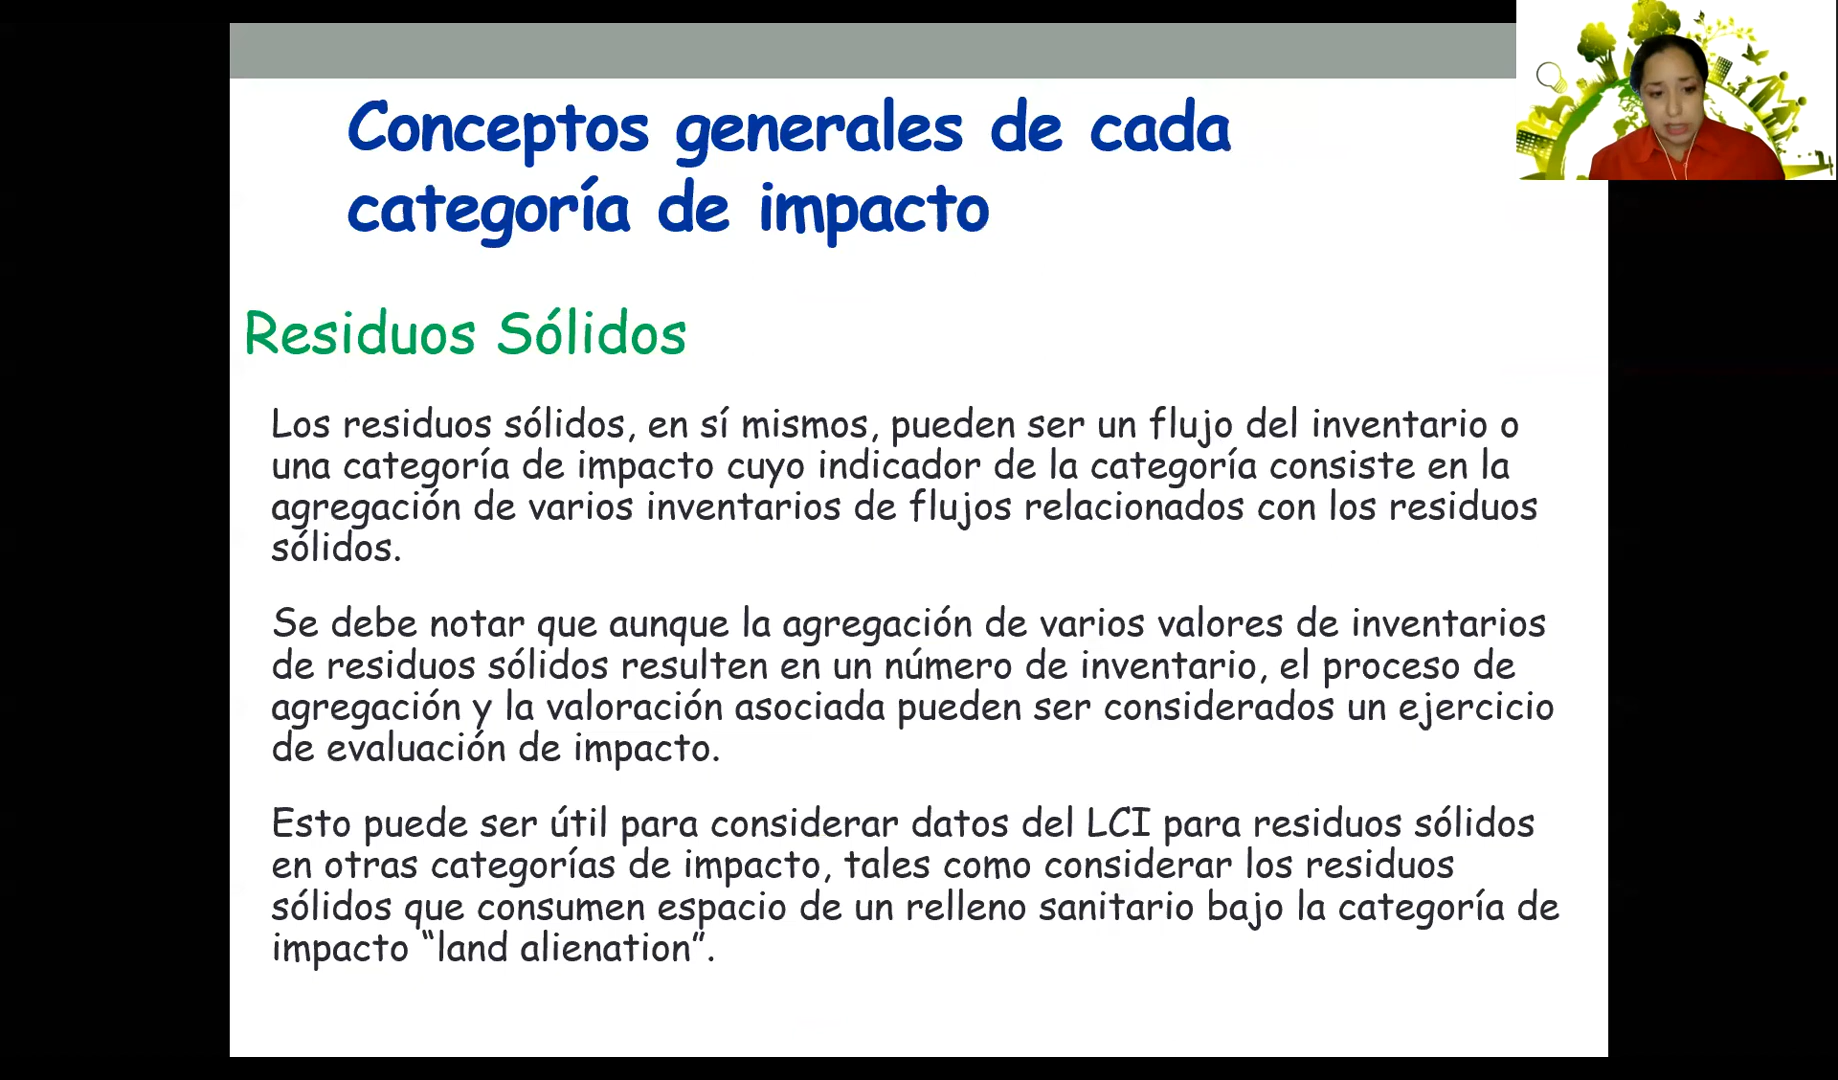 Conceptos generales de cada
categoría de impacto
Residuos Sólidos
Los residuos sólidos, en sí mismos, pueden ser un flujo del inventario o
una categoría de impacto cuyo indicador de la categoría consiste en la
agregación de varios inventarios de flujos relacionados con los residuos
sólidos.
Se debe notar que aunque la agregación de varios valores de inventarios
de residuos sólidos resulten en un número de inventario, el proceso de
agregación y la valoración asociada pueden ser considerados un ejercicio
de evaluación de impacto.
Esto puede ser útil para considerar datos del LCI para residuos sólidos
en otras categorías de impacto, tales como considerar los residuos
sólidos que consumen espacio de un relleno sanitario bajo la categoría de
impacto “land alienation”.